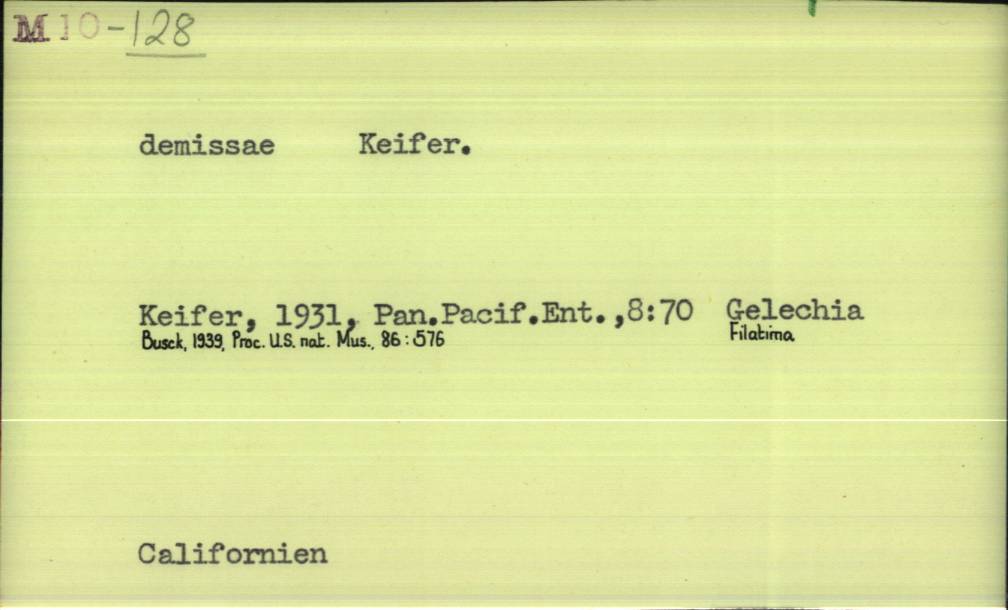 M 10-128
demissae Keifer.
Keifer, 1931, Pan.Pacif.Ent.,8:70 Gelechia
Busck, 1939, Proc. U.S. nat. Mus., 86:576 Filatima
Californien